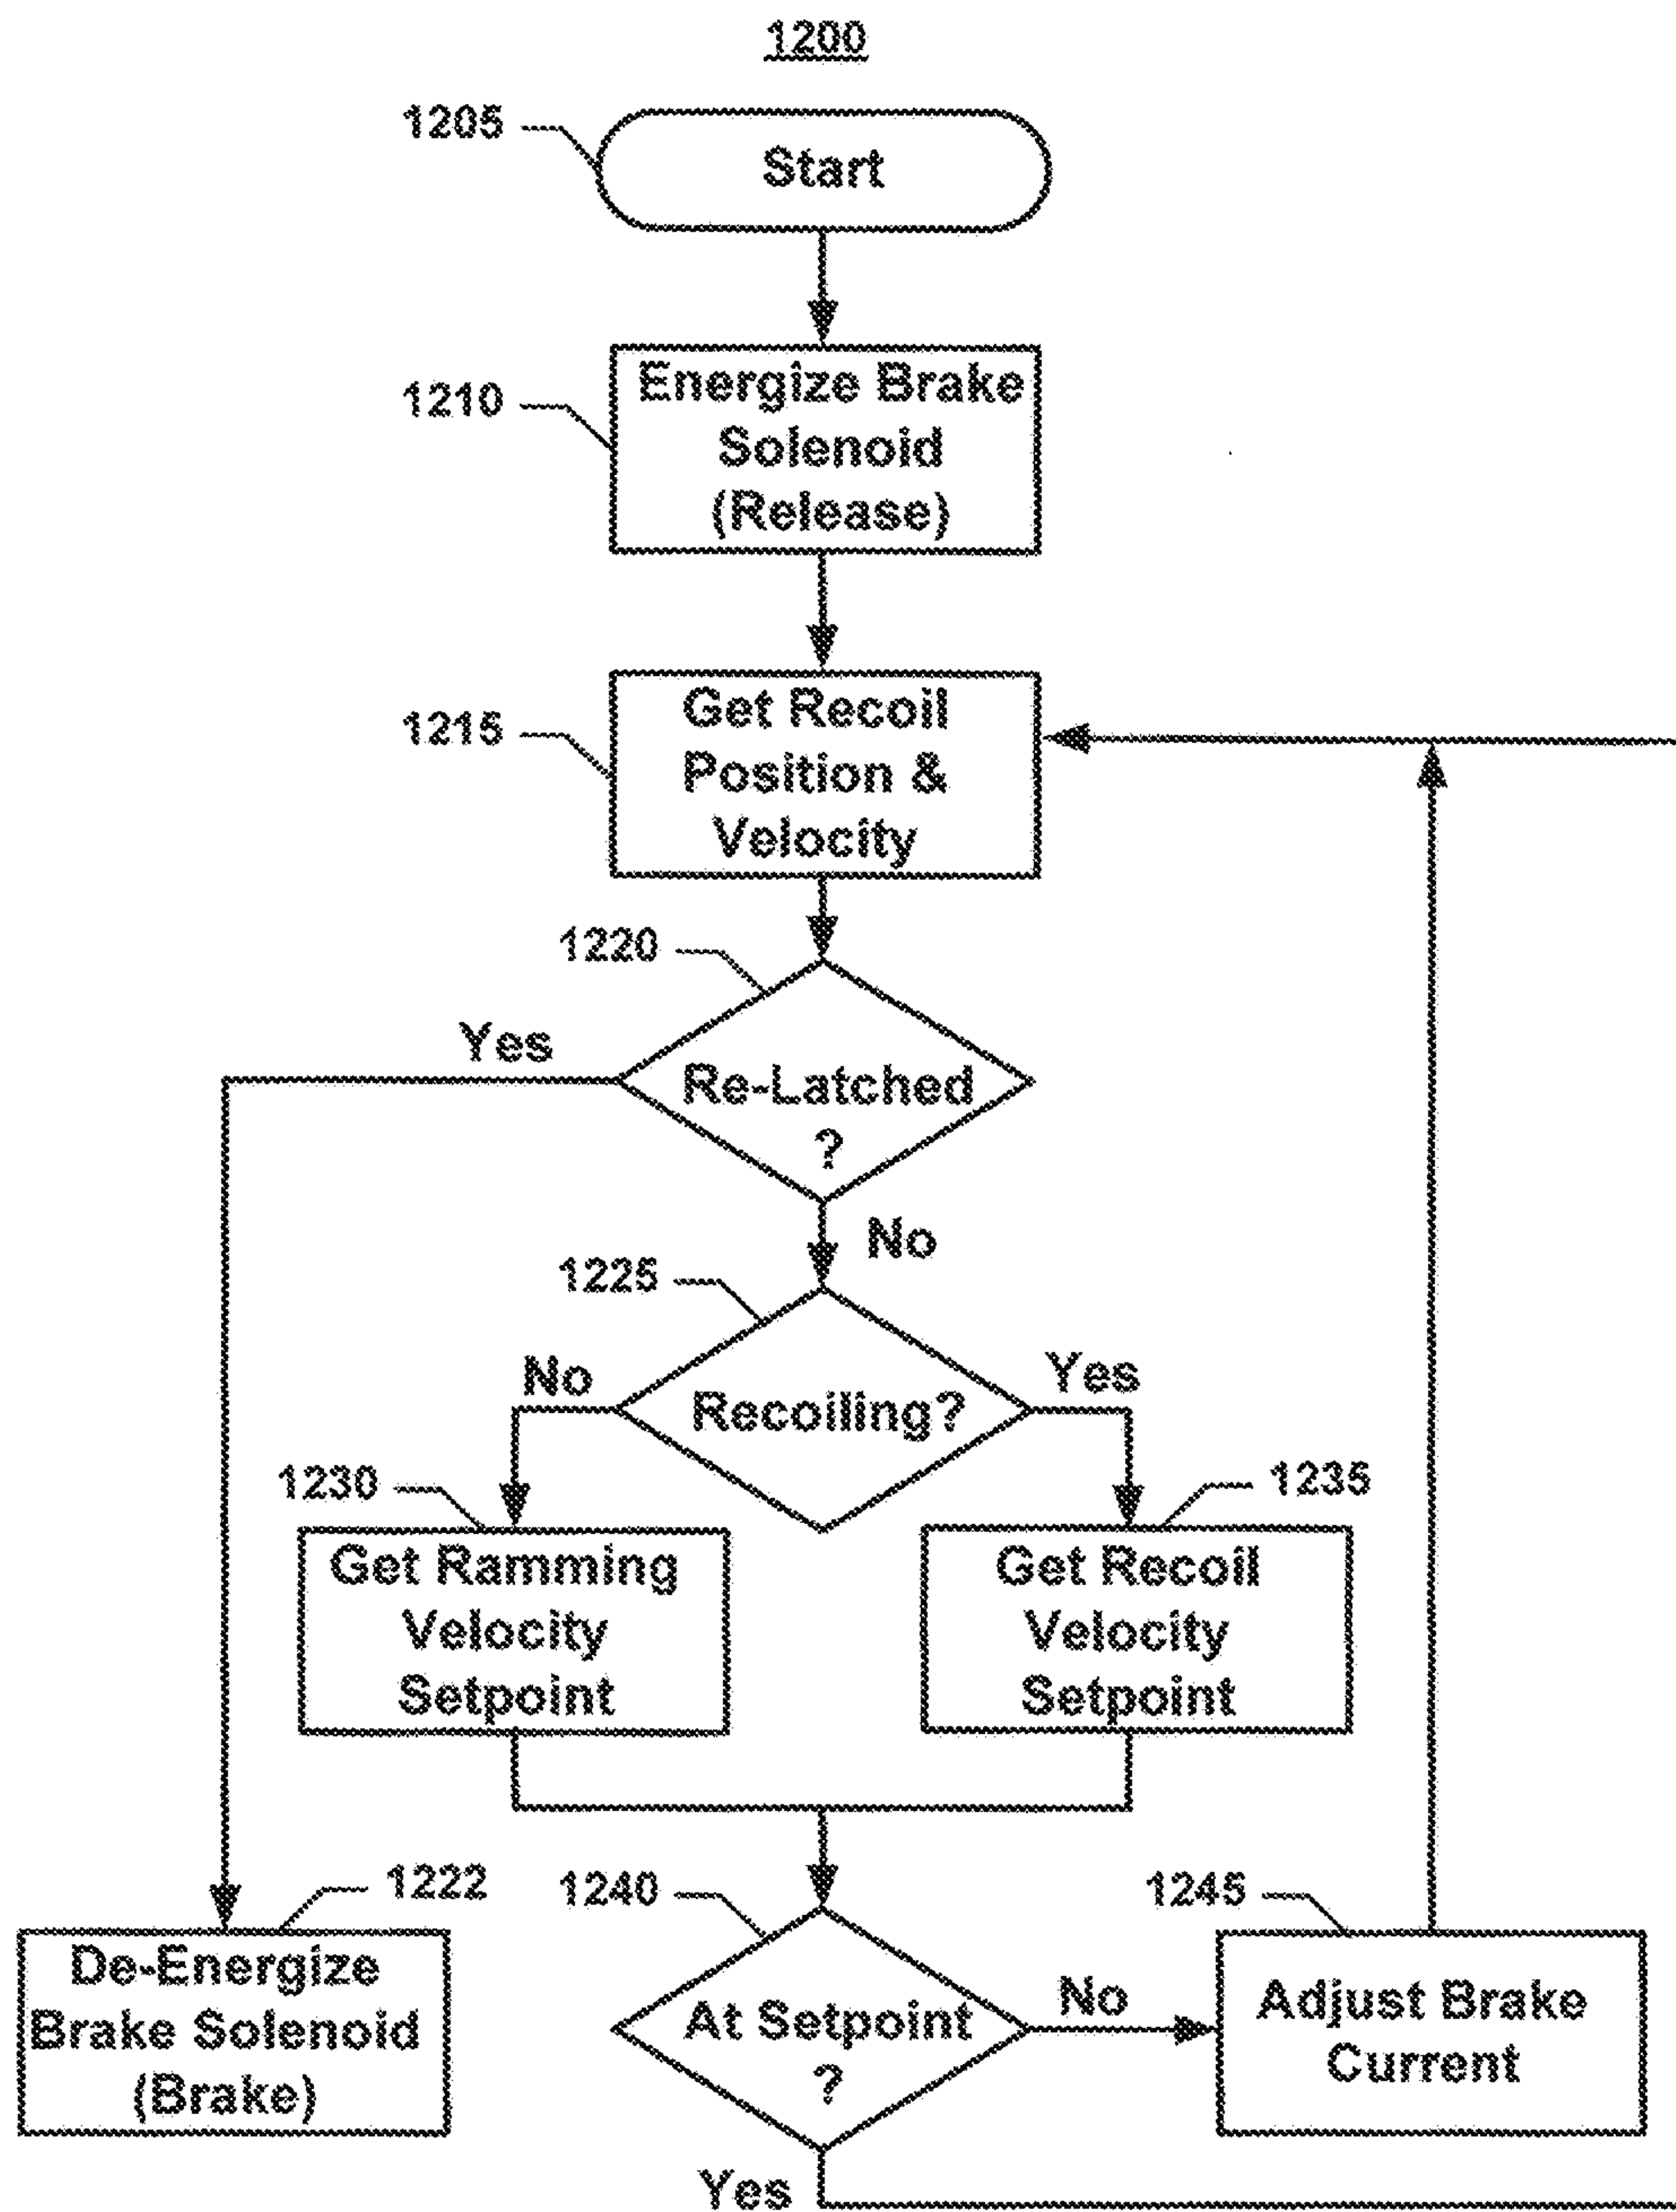 1200
1205
Start
1210
Energize Brake
Solenoid
(Release)
1215
Get Recoil
Position &
Velocity
1220
Yes
Re-Latched
?
No
1225
No
Yes
Recoiling?
1230
1235
Get Ramming
Velocity
Setpoint
Get Recoil
Velocity
Setpoint
1222
1240
1245
De-Energize
Brake Solenoid
(Brake)
At Setpoint
?
No
Adjust Brake
Current
Yes